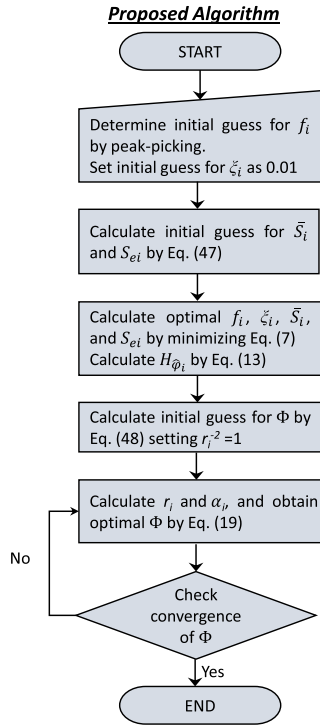 Proposed Algorithm
START
Determine initial guess for f_i
by peak-picking.
Set initial guess for ξ_i as 0.01
Calculate initial guess for S̄_i
and S_ei by Eq. (47)
Calculate optimal f_i, ξ_i, S̄_i,
and S_ei by minimizing Eq. (7)
Calculate H_φ̂_i by Eq. (13)
Calculate initial guess for Φ by
Eq. (48) setting r_i^-2 =1
Calculate r_i and α_i, and obtain
optimal Φ by Eq. (19)
No
Check
convergence
of Φ
Yes
END